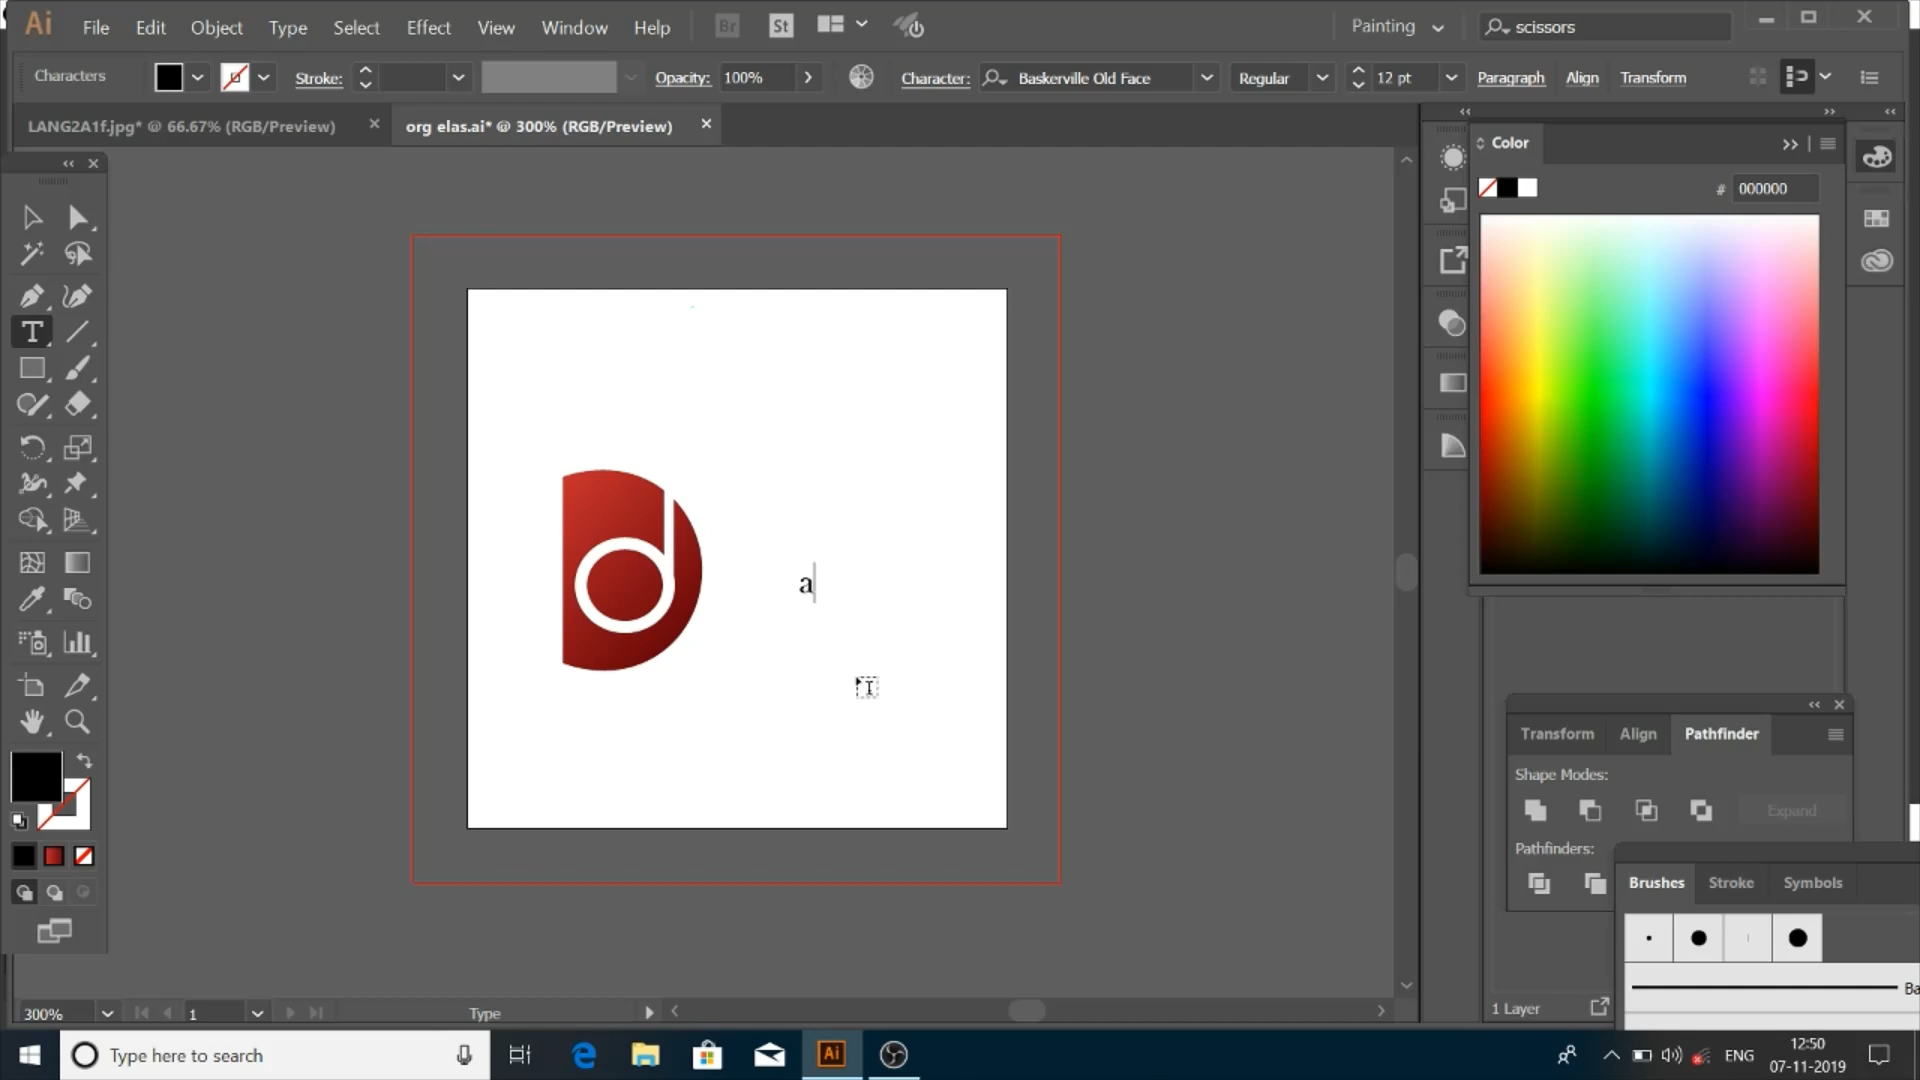 Ai File Edit Object Type Select Effect View Window Help Br St Painting scissors
Characters Stroke: Opacity: 100% Character: Baskerville Old Face Regular 12 pt Paragraph Align Transform
LANG2A1f.jpg* @ 66.67% (RGB/Preview) org elas.ai* @ 300% (RGB/Preview)
Color
# 000000
T
d
a
Transform Align Pathfinder
Shape Modes:
Expand
Pathfinders:
Brushes Stroke Symbols
Ba
300% 1 Type 1 Layer
Type here to search Ai ENG 12:50
07-11-2019